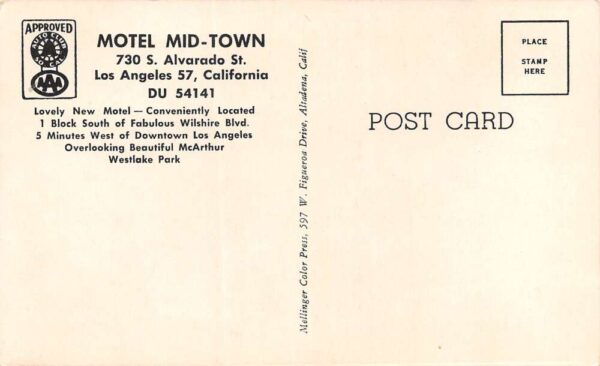 APPROVED
AUTO CLUB
SO. CAL.
AAA
MOTEL MID-TOWN
730 S. Alvarado St.
Los Angeles 57, California
DU 54141
Lovely New Motel — Conveniently Located
1 Block South of Fabulous Wilshire Blvd.
5 Minutes West of Downtown Los Angeles
Overlooking Beautiful McArthur
Westlake Park
Mellinger Color Press, 597 W. Figueroa Drive, Altadena, Calif
POST CARD
PLACE
STAMP
HERE